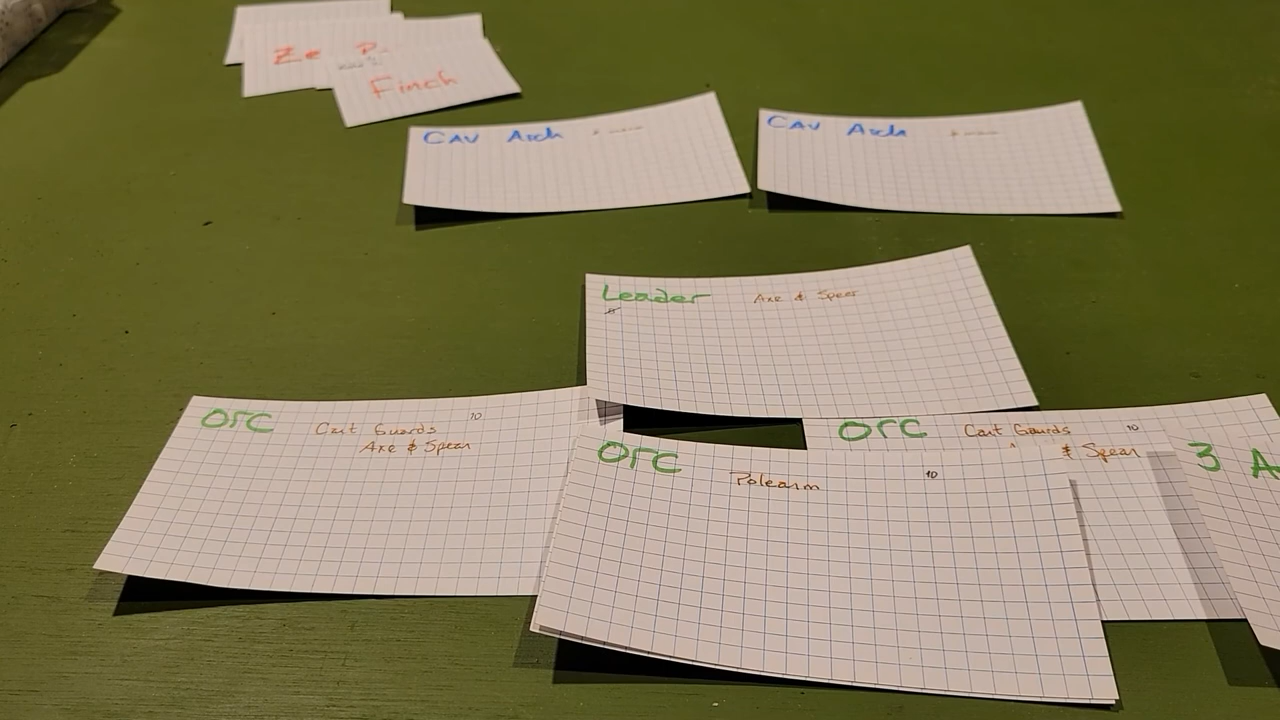 Ze
Finch
CAV Arch
CAV Arch
Leader Axe & Spear
Orc Cart Guards 10
Axe & Spear
Orc Cart Guards 10
& Spear
Orc Polearm 10
3 A